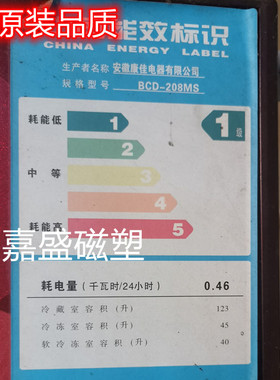 原装品质
能效标识
CHINA ENERGY LABEL
生产者名称 安徽康佳电器有限公司
规格型号 BCD-208MS
耗能低
1
1级
2
中等
3
4
耗能高
5
嘉盛磁塑
耗电量(千瓦时/24小时) 0.46
冷藏室容积(升) 123
冷冻室容积(升) 45
软冷冻室容积(升) 40